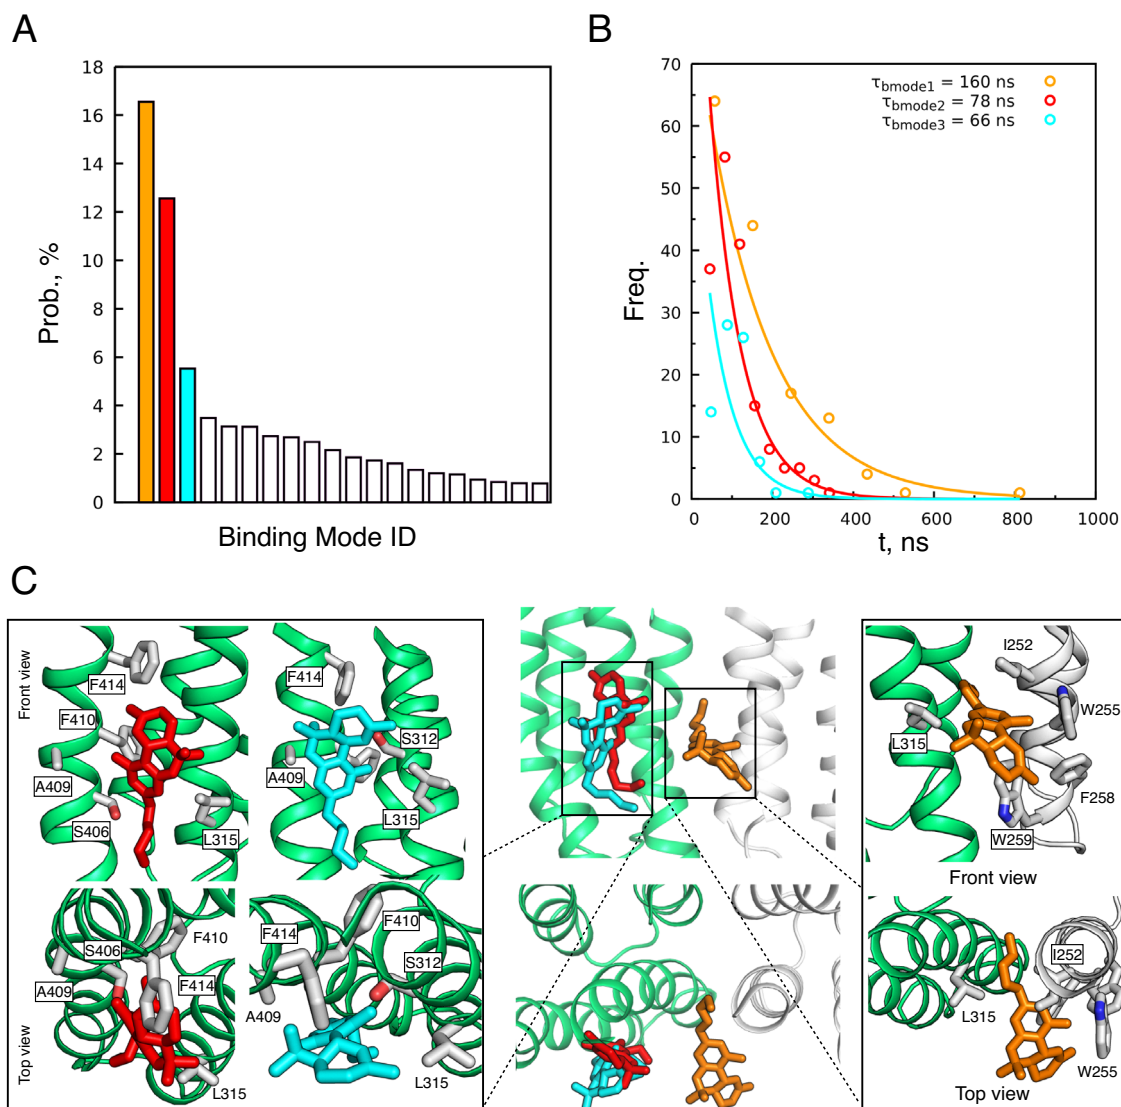 A
18
16
14
12
10
8
6
4
2
0
Prob., %
Binding Mode ID
B
70
60
50
40
30
20
10
0
Freq.
τbmode1 = 160 ns
τbmode2 = 78 ns
τbmode3 = 66 ns
0 200 400 600 800 1000
t, ns
C
Front view
F414
F410
A409
S406
L315
F414
S312
A409
L315
I252
W255
L315
F258
W259
Front view
Top view
S406
F410
A409
F414
L315
F414
F410
S312
A409
L315
I252
L315
W255
Top view